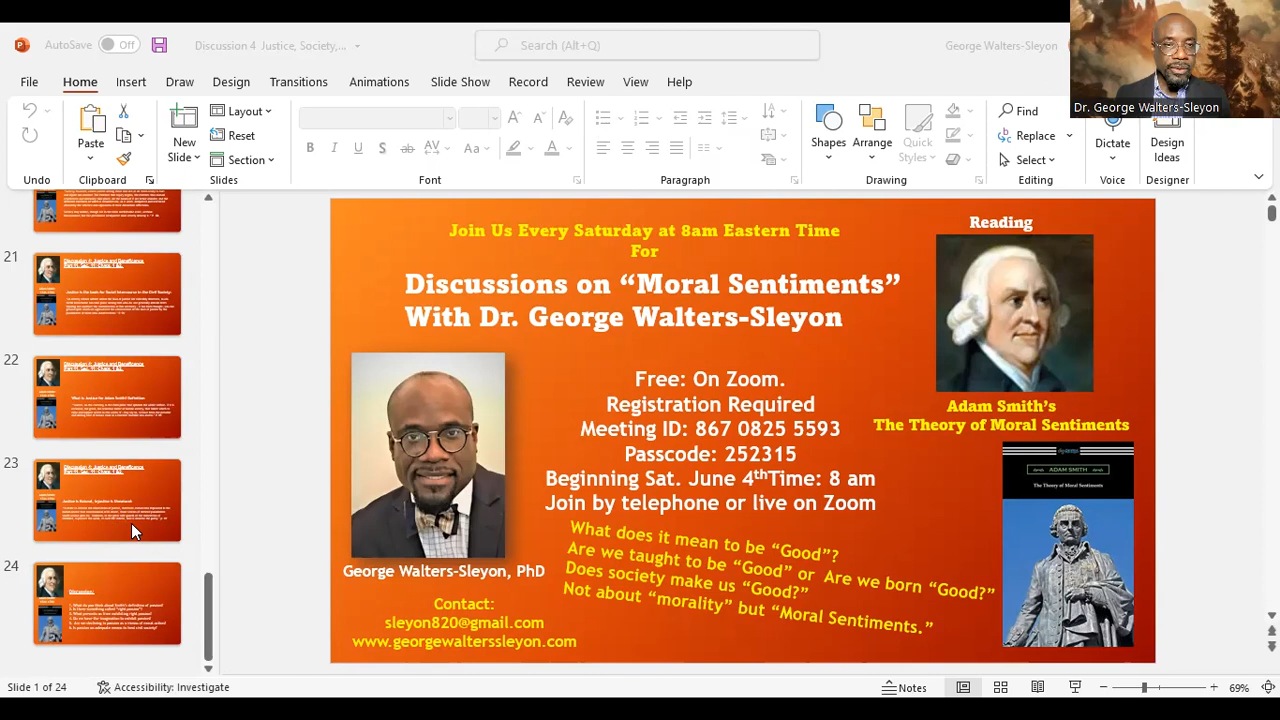 AutoSave
Off
Discussion 4 Justice, Society,...
Search (Alt+Q)
George Walters-Sleyon
Dr. George Walters-Sleyon
File
Home
Insert
Draw
Design
Transitions
Animations
Slide Show
Record
Review
View
Help
Paste
New
Slide
Layout
Reset
Section
Shapes
Arrange
Quick
Styles
Find
Replace
Select
Dictate
Design
Ideas
Undo
Clipboard
Slides
Font
Paragraph
Drawing
Editing
Voice
Designer
21
22
23
24
Join Us Every Saturday at 8am Eastern Time
For
Discussions on “Moral Sentiments”
With Dr. George Walters-Sleyon
Reading
Free: On Zoom.
Registration Required
Meeting ID: 867 0825 5593
Passcode: 252315
Beginning Sat. June 4thTime: 8 am
Join by telephone or live on Zoom
Adam Smith's
The Theory of Moral Sentiments
ADAM SMITH
The Theory of Moral Sentiments
What does it mean to be “Good”?
Are we taught to be “Good” or Are we born “Good?”
Does society make us “Good?”
Not about “morality” but “Moral Sentiments.”
George Walters-Sleyon, PhD
Contact:
sleyon820@gmail.com
www.georgewalterssleyon.com
Slide 1 of 24
Accessibility: Investigate
Notes
69%